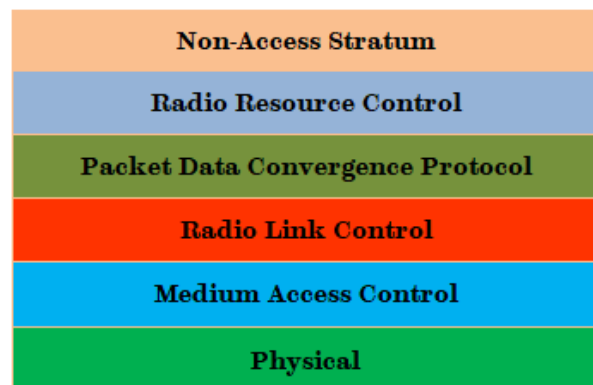 Non-Access Stratum
Radio Resource Control
Packet Data Convergence Protocol
Radio Link Control
Medium Access Control
Physical